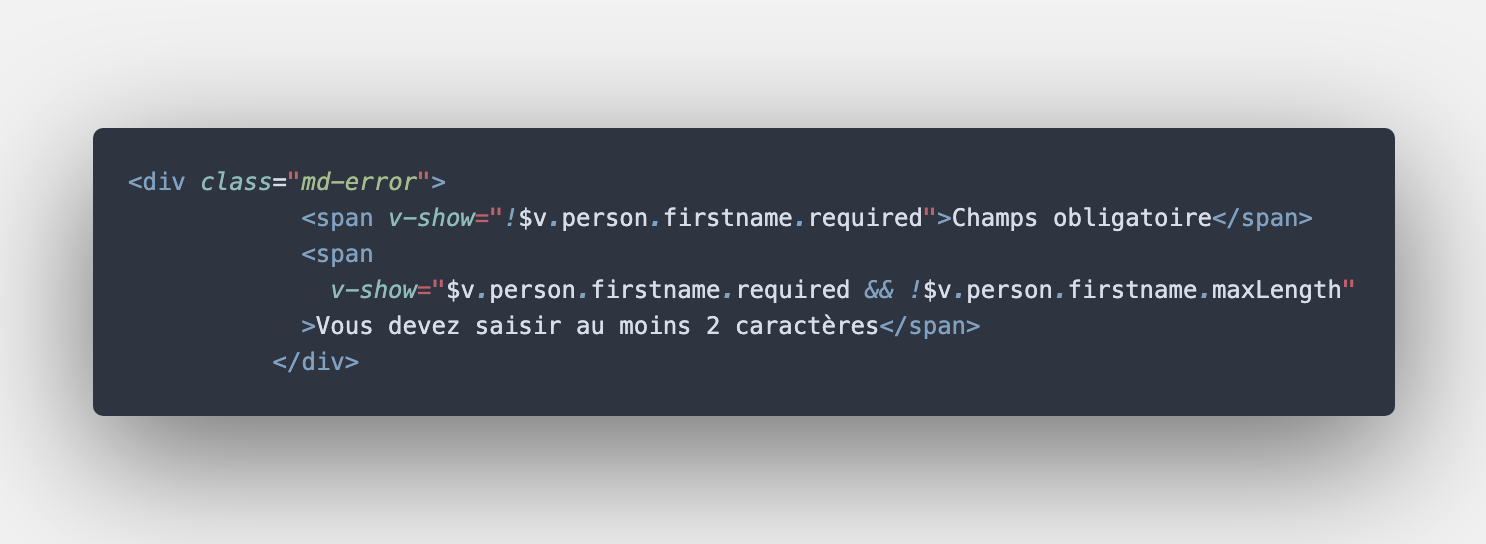 <div class="md-error">
<span v-show="!$v.person.firstname.required">Champs obligatoire</span>
<span
v-show="$v.person.firstname.required && !$v.person.firstname.maxLength"
>Vous devez saisir au moins 2 caractères</span>
</div>